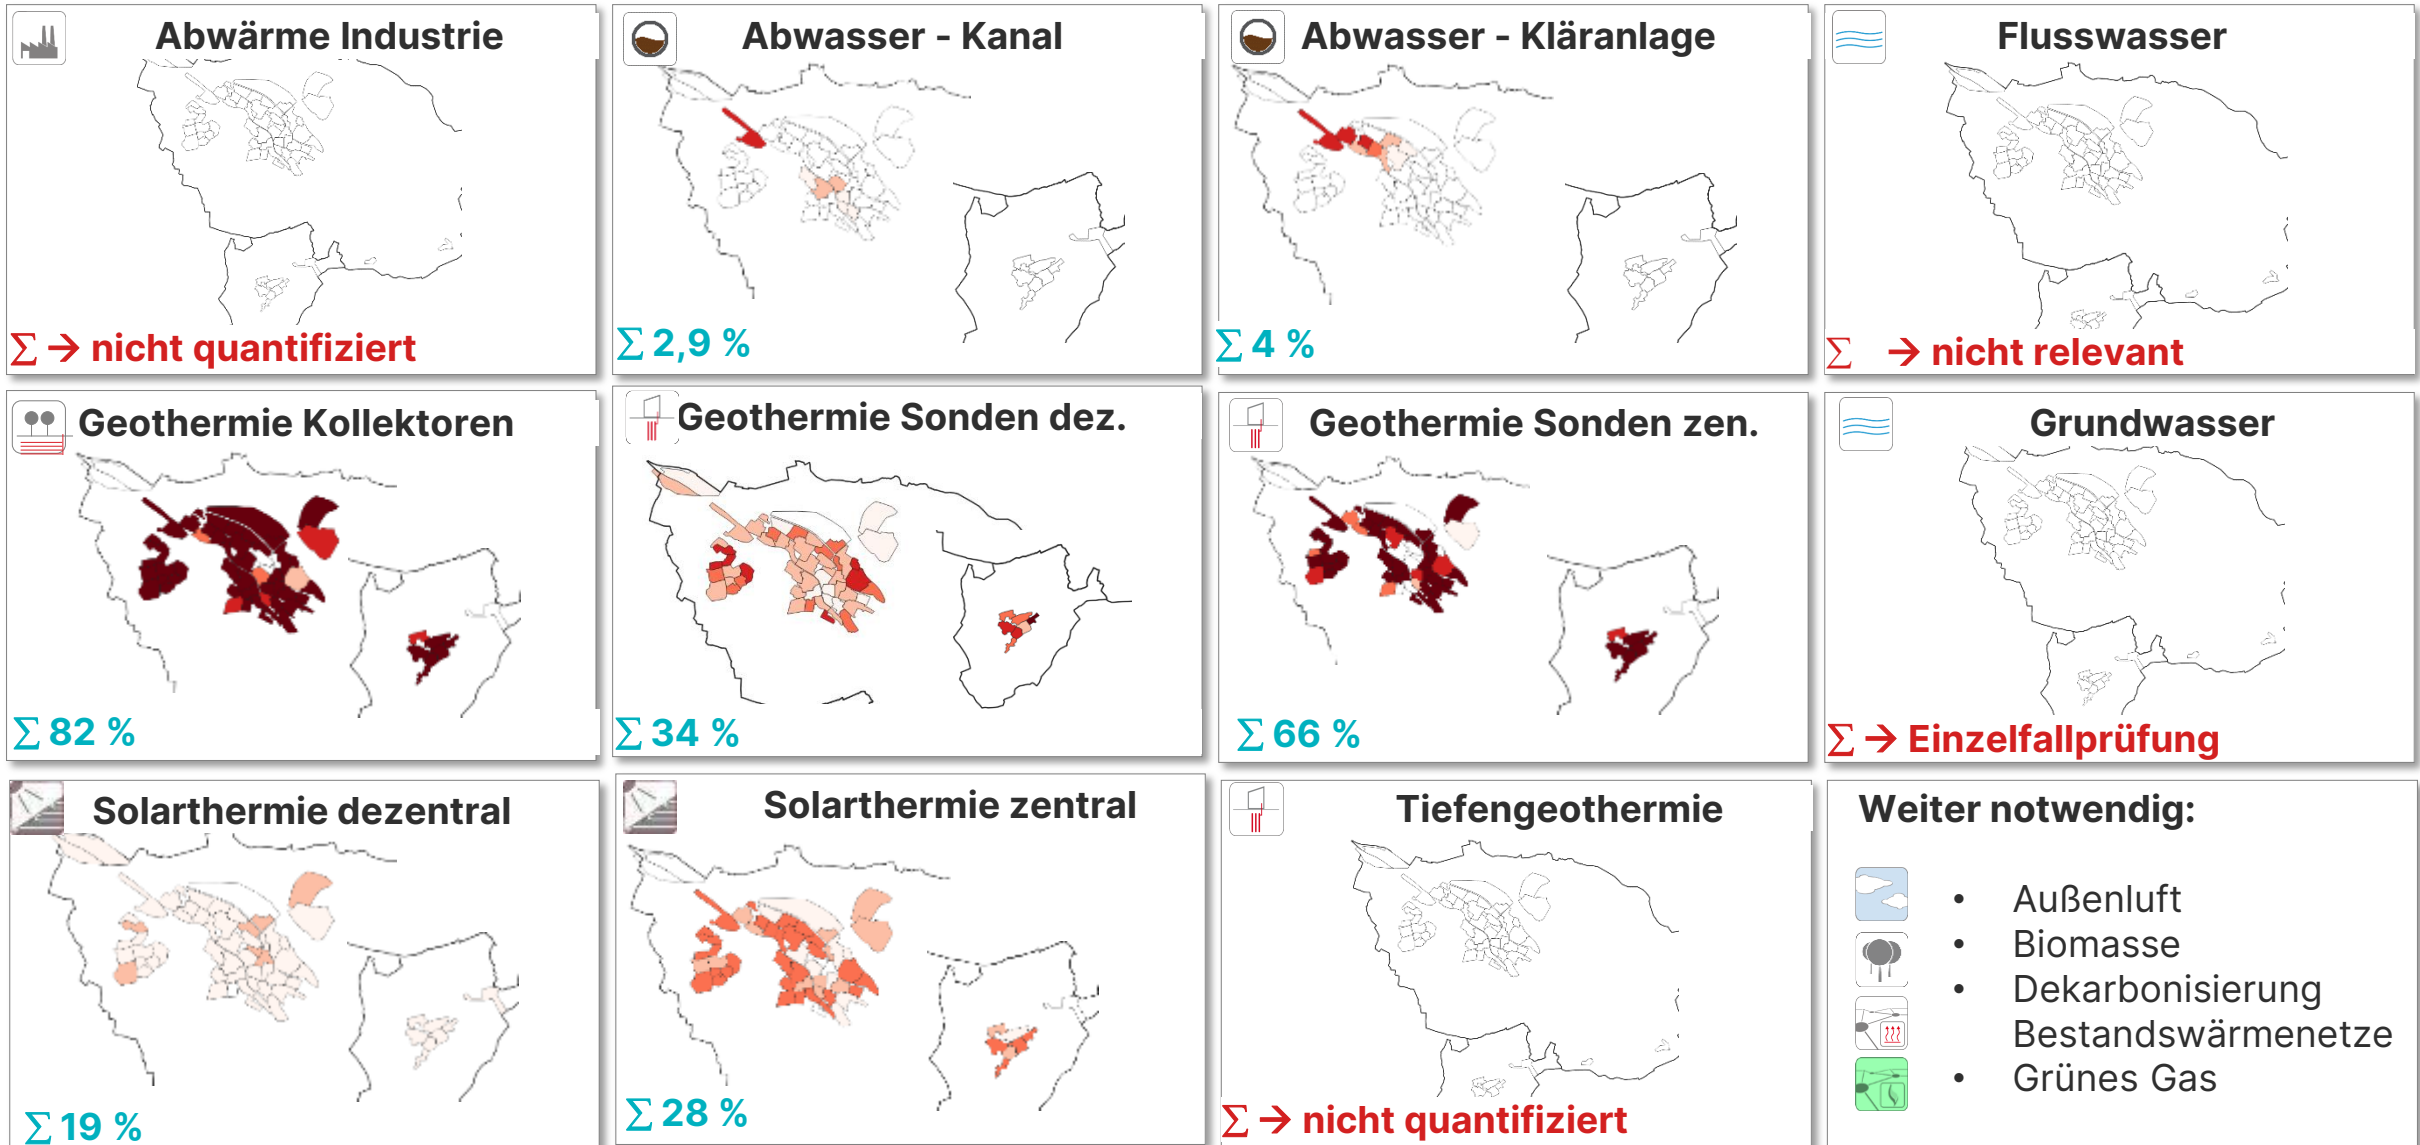 Abwärme Industrie
∑ → nicht quantifiziert
Abwasser - Kanal
∑ 2,9 %
Abwasser - Kläranlage
∑ 4 %
Flusswasser
∑ → nicht relevant
Geothermie Kollektoren
∑ 82 %
Geothermie Sonden dez.
∑ 34 %
Geothermie Sonden zen.
∑ 66 %
Grundwasser
∑ → Einzelfallprüfung
Solarthermie dezentral
∑ 19 %
Solarthermie zentral
∑ 28 %
Tiefengeothermie
∑ → nicht quantifiziert
Weiter notwendig:
• Außenluft
• Biomasse
• Dekarbonisierung
Bestandswärmenetze
• Grünes Gas